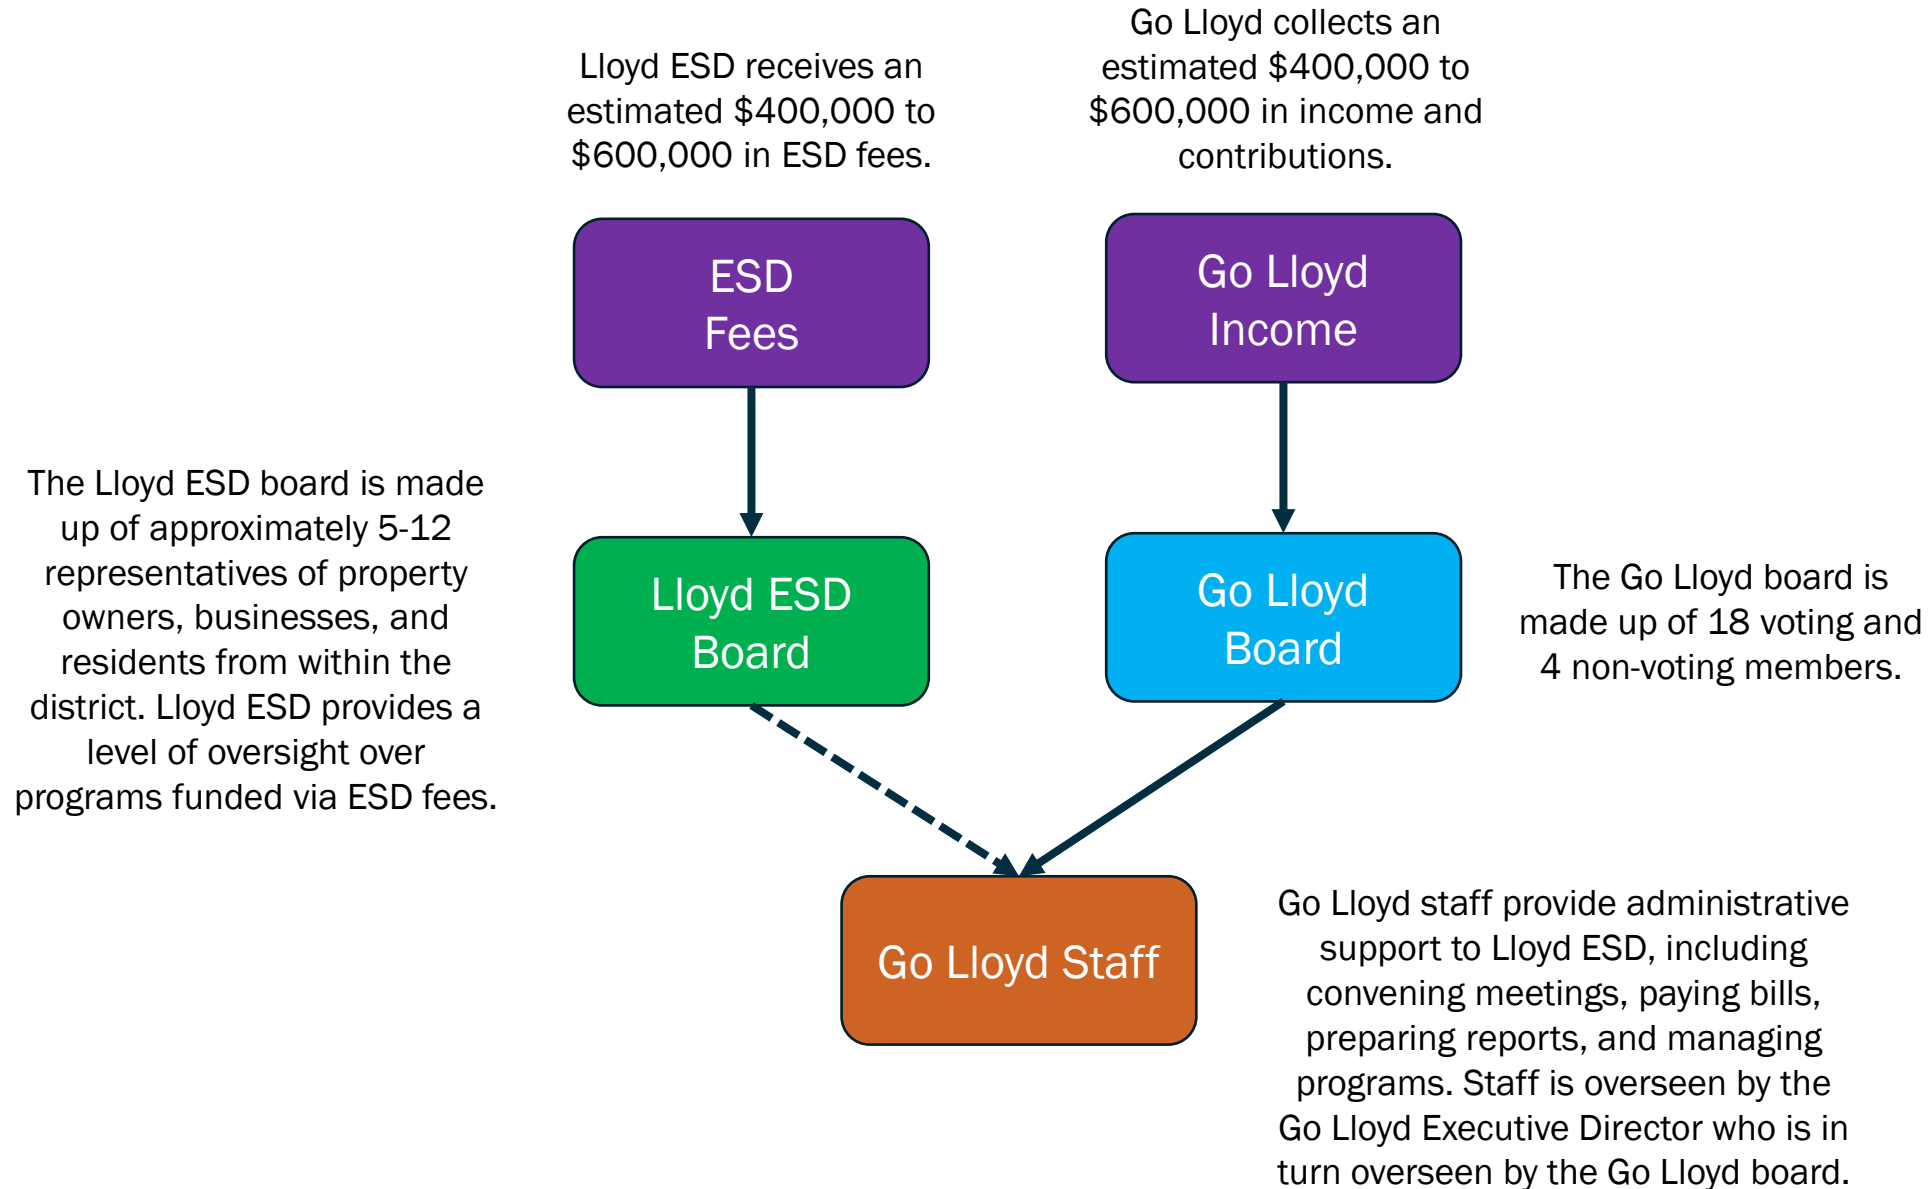 Lloyd ESD receives an
estimated $400,000 to
$600,000 in ESD fees.
Go Lloyd collects an
estimated $400,000 to
$600,000 in income and
contributions.
ESD
Fees
Go Lloyd
Income
The Lloyd ESD board is made
up of approximately 5-12
representatives of property
owners, businesses, and
residents from within the
district. Lloyd ESD provides a
level of oversight over
programs funded via ESD fees.
Lloyd ESD
Board
Go Lloyd
Board
The Go Lloyd board is
made up of 18 voting and
4 non-voting members.
Go Lloyd Staff
Go Lloyd staff provide administrative
support to Lloyd ESD, including
convening meetings, paying bills,
preparing reports, and managing
programs. Staff is overseen by the
Go Lloyd Executive Director who is in
turn overseen by the Go Lloyd board.